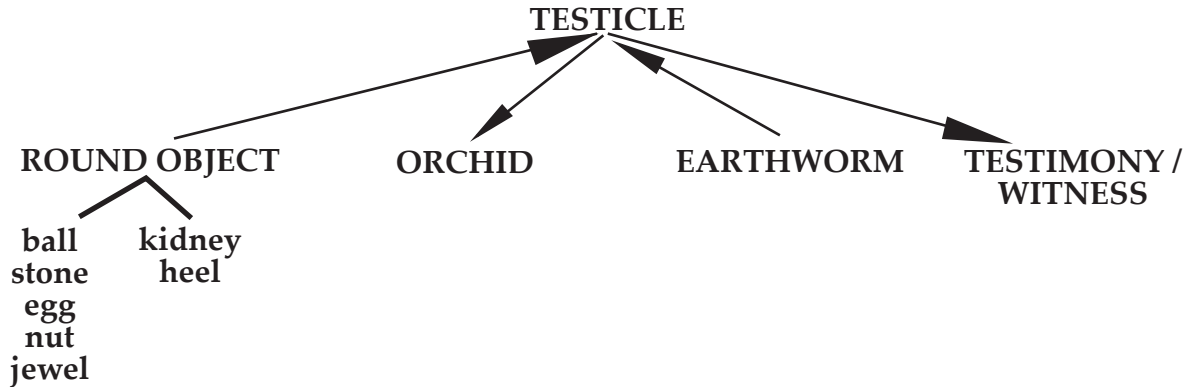 TESTICLE
ROUND OBJECT
ORCHID
EARTHWORM
TESTIMONY /
WITNESS
ball
stone
egg
nut
jewel
kidney
heel